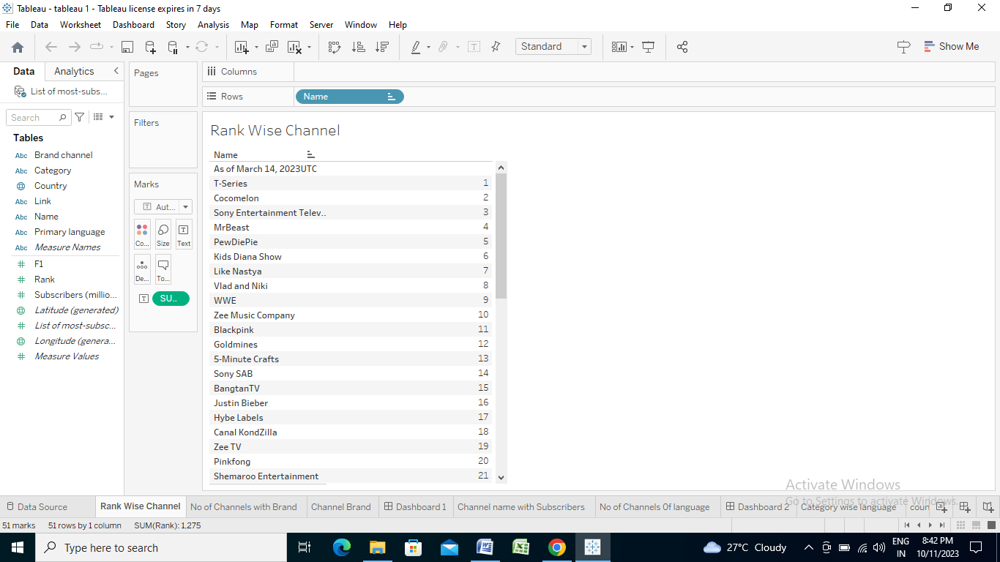 Tableau - tableau 1 - Tableau license expires in 7 days
File Data Worksheet Dashboard Story Analysis Map Format Server Window Help
Standard
Show Me
Data Analytics
List of most-subs...
Search
Tables
Abc Brand channel
Abc Category
Country
Abc Link
Abc Name
Abc Primary language
Abc Measure Names
# F1
# Rank
# Subscribers (millio...
Latitude (generated)
# List of most-subsc...
Longitude (genera...
# Measure Values
Pages
Filters
Marks
T Aut...
Co... Size Text
De... To...
T SU..
Columns
Rows
Name
Rank Wise Channel
Name
As of March 14, 2023UTC
T-Series 1
Cocomelon 2
Sony Entertainment Telev.. 3
MrBeast 4
PewDiePie 5
Kids Diana Show 6
Like Nastya 7
Vlad and Niki 8
WWE 9
Zee Music Company 10
Blackpink 11
Goldmines 12
5-Minute Crafts 13
Sony SAB 14
BangtanTV 15
Justin Bieber 16
Hybe Labels 17
Canal KondZilla 18
Zee TV 19
Pinkfong 20
Shemaroo Entertainment 21
Activate Windows
Go to Settings to activate Windows.
Data Source Rank Wise Channel No of Channels with Brand Channel Brand Dashboard 1 Channel name with Subscribers No of Channels Of language Dashboard 2 Category wise language coun
51 marks 51 rows by 1 column SUM(Rank): 1,275
Type here to search
27°C Cloudy
ENG
IN
8:42 PM
10/11/2023